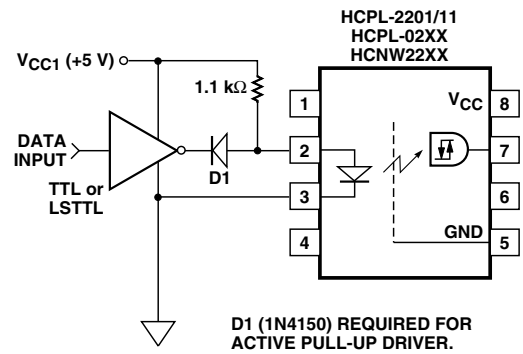 HCPL-2201/11
HCPL-02XX
HCNW22XX
VCC1 (+5 V)
1.1 kΩ
DATA
INPUT
TTL or
LSTTL
D1
1
2
3
4
VCC
8
7
6
GND
5
D1 (1N4150) REQUIRED FOR
ACTIVE PULL-UP DRIVER.